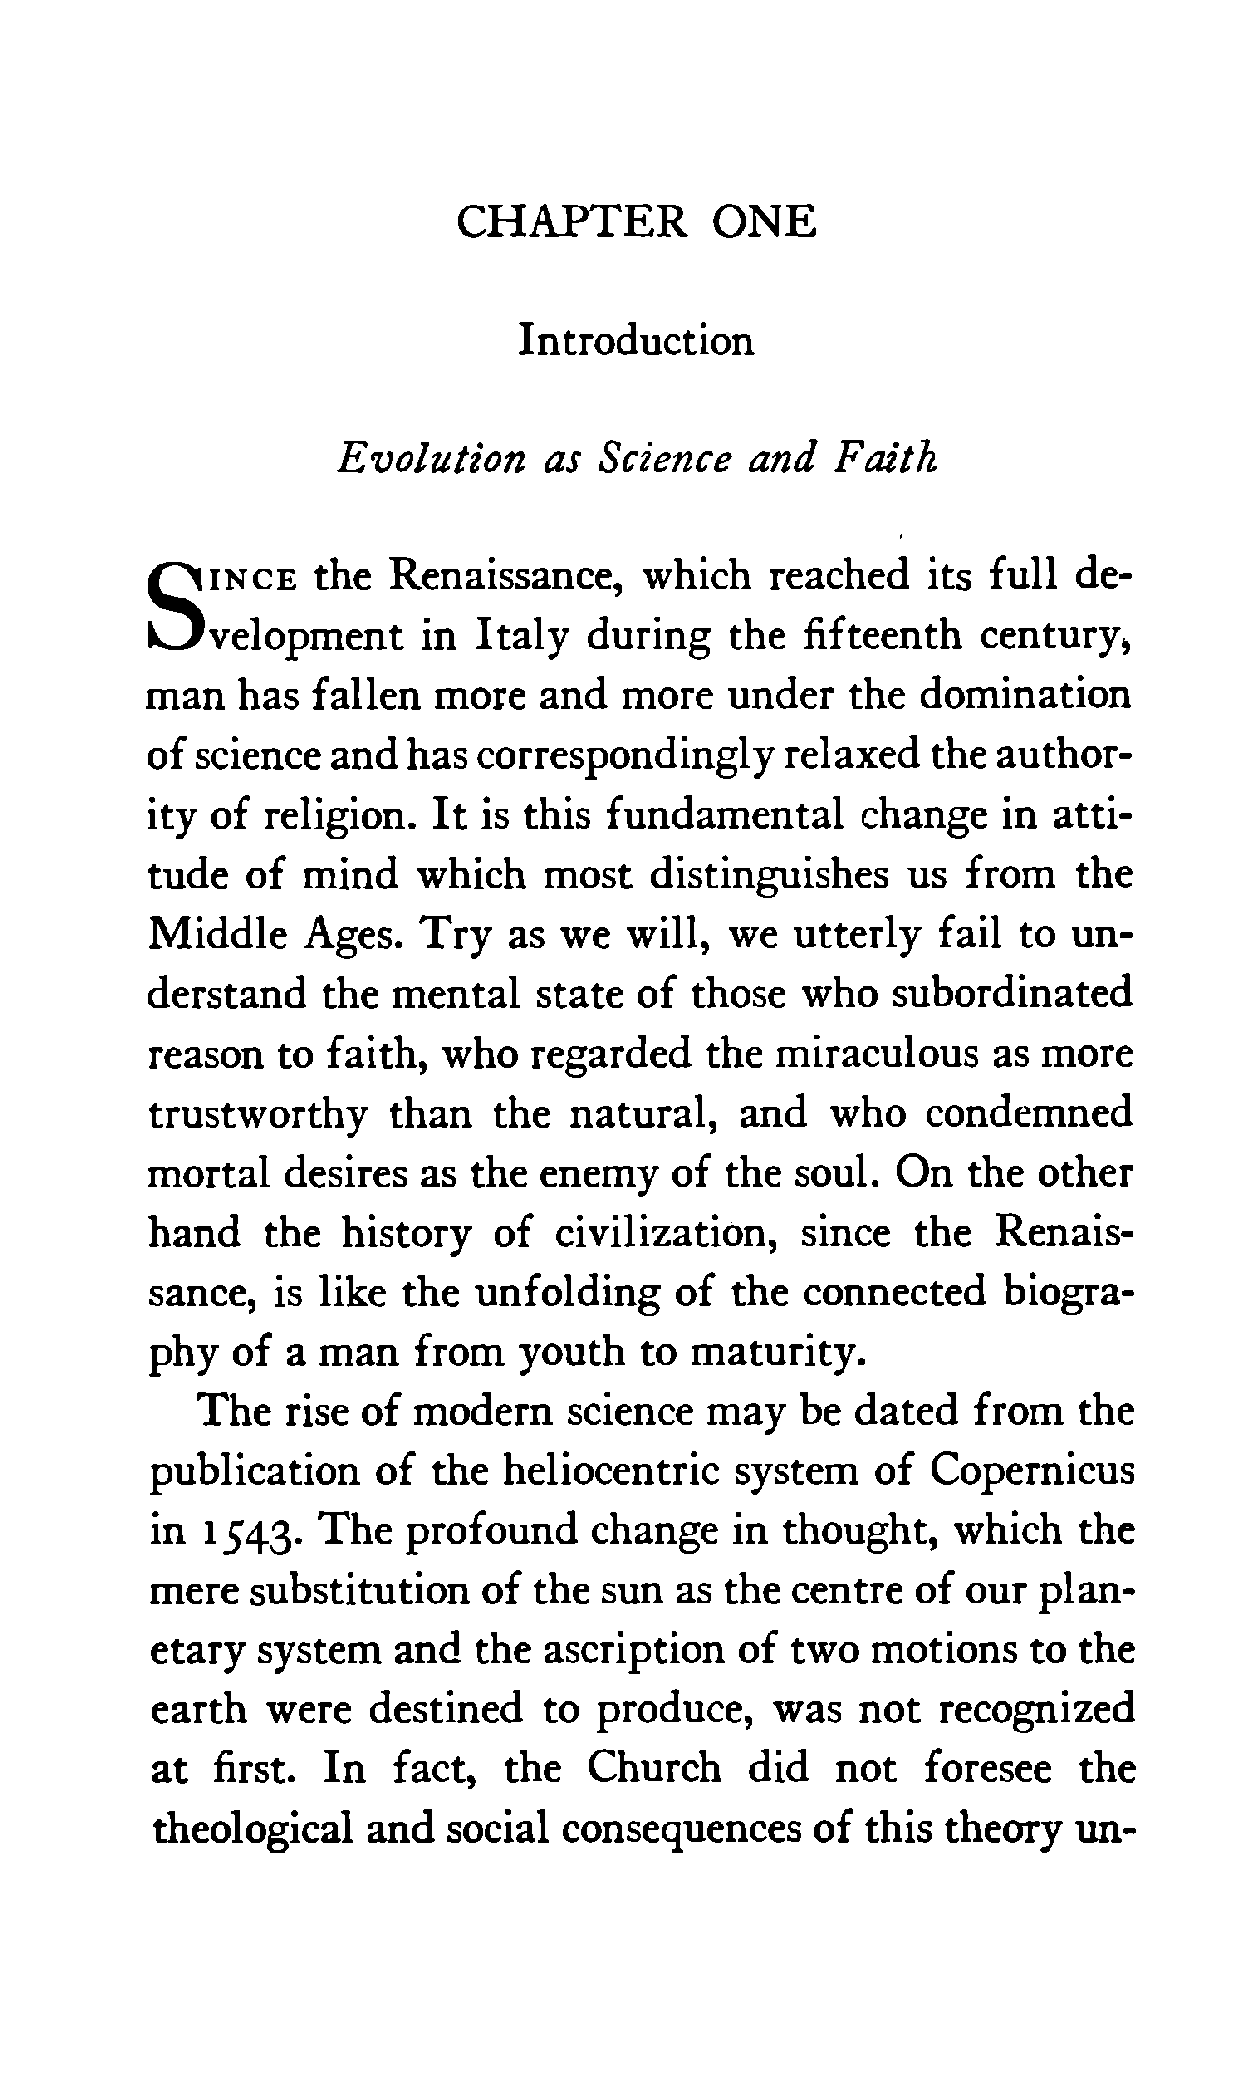 CHAPTER ONE
Introduction
Evolution as Science and Faith
SINCE the Renaissance, which reached its full de-
velopment in Italy during the fifteenth century,
man has fallen more and more under the domination
of science and has correspondingly relaxed the author-
ity of religion. It is this fundamental change in atti-
tude of mind which most distinguishes us from the
Middle Ages. Try as we will, we utterly fail to un-
derstand the mental state of those who subordinated
reason to faith, who regarded the miraculous as more
trustworthy than the natural, and who condemned
mortal desires as the enemy of the soul. On the other
hand the history of civilization, since the Renais-
sance, is like the unfolding of the connected biogra-
phy of a man from youth to maturity.
The rise of modern science may be dated from the
publication of the heliocentric system of Copernicus
in 1543. The profound change in thought, which the
mere substitution of the sun as the centre of our plan-
etary system and the ascription of two motions to the
earth were destined to produce, was not recognized
at first. In fact, the Church did not foresee the
theological and social consequences of this theory un-